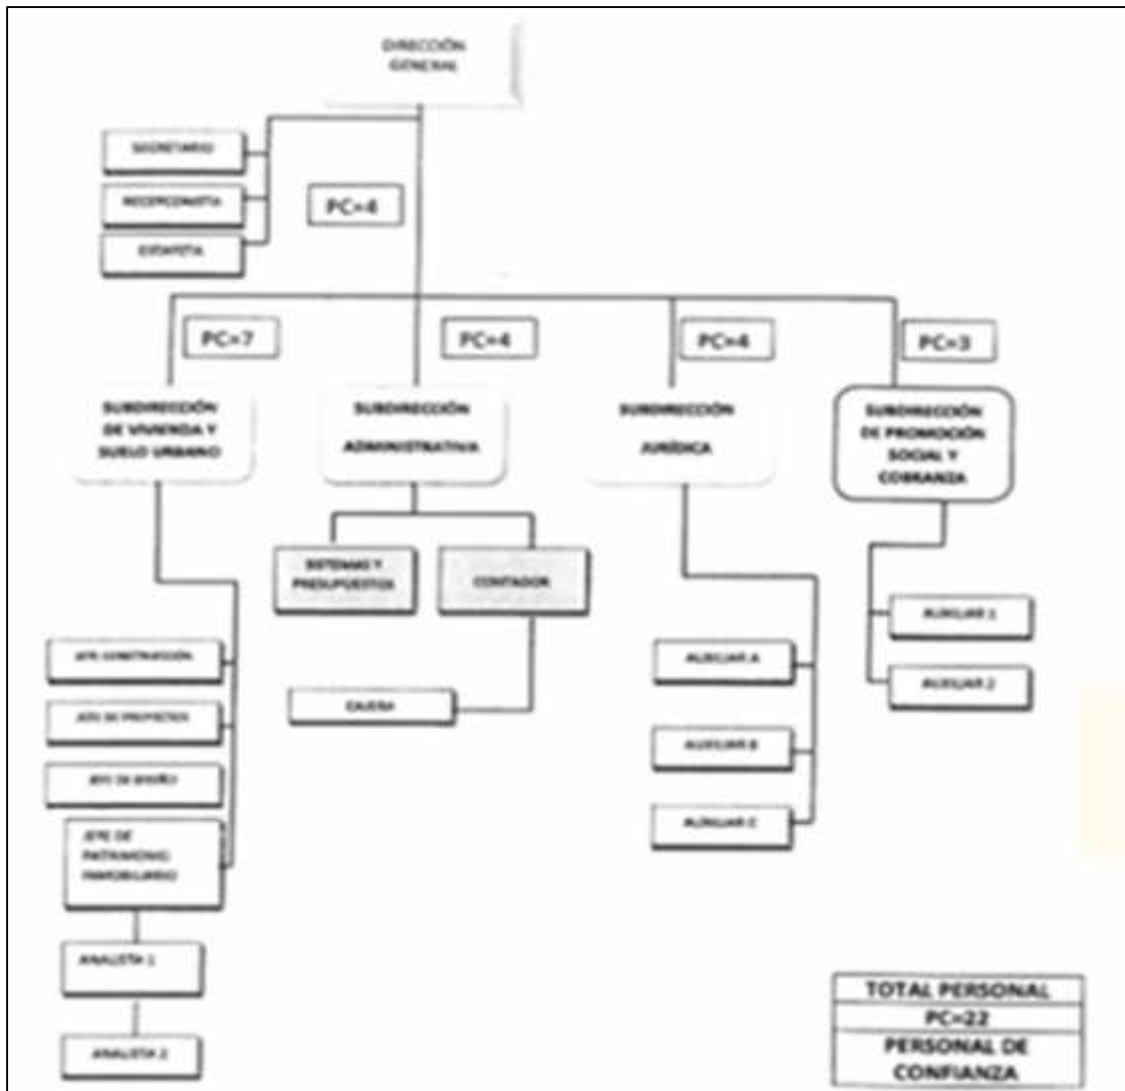 DIRECCIÓN
GENERAL
SECRETARIO
RECEPCIONISTA
ESTAFETA
PC=4
PC=7
PC=4
PC=4
PC=3
SUBDIRECCIÓN
DE VIVIENDA Y
SUELO URBANO
SUBDIRECCIÓN
ADMINISTRATIVA
SUBDIRECCIÓN
JURÍDICA
SUBDIRECCIÓN
DE PROMOCIÓN
SOCIAL Y
COBRANZA
SISTEMAS Y
PRESUPUESTOS
CONTADOR
CAJERA
JEFE CONSTRUCCIÓN
JEFE DE PROYECTOS
JEFE DE DISEÑO
JEFE DE
PATRIMONIO
INMOBILIARIO
ANALISTA 1
ANALISTA 2
AUXILIAR A
AUXILIAR B
AUXILIAR C
AUXILIAR 1
AUXILIAR 2
TOTAL PERSONAL
PC=22
PERSONAL DE
CONFIANZA